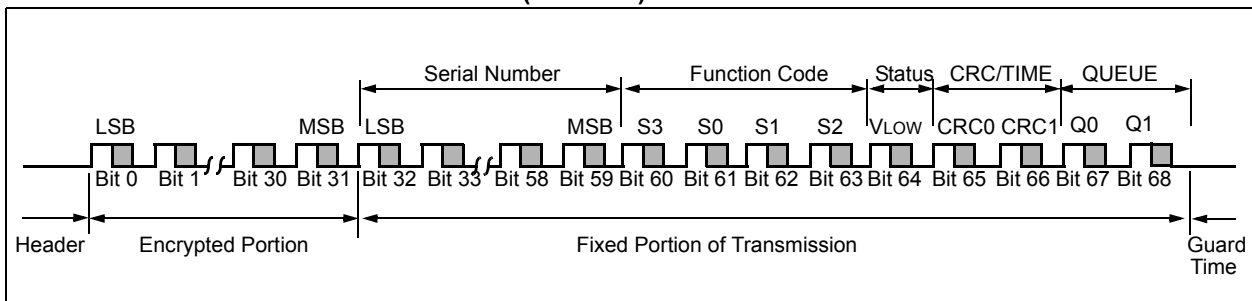 Serial Number Function Code Status CRC/TIME QUEUE
LSB MSB LSB MSB S3 S0 S1 S2 VLOW CRC0 CRC1 Q0 Q1
Bit 0 Bit 1 Bit 30 Bit 31 Bit 32 Bit 33 Bit 58 Bit 59 Bit 60 Bit 61 Bit 62 Bit 63 Bit 64 Bit 65 Bit 66 Bit 67 Bit 68
Header Encrypted Portion Fixed Portion of Transmission Guard
Time